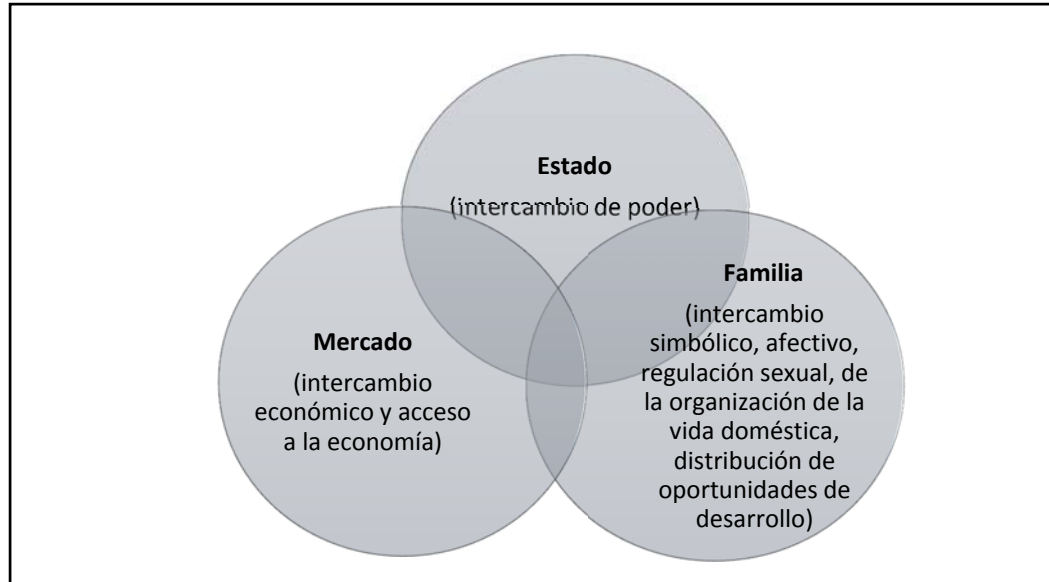 Estado
(intercambio de poder)
Familia
(intercambio
simbólico, afectivo,
regulación sexual, de
la organización de la
vida doméstica,
distribución de
oportunidades de
desarrollo)
Mercado
(intercambio
económico y acceso
a la economía)